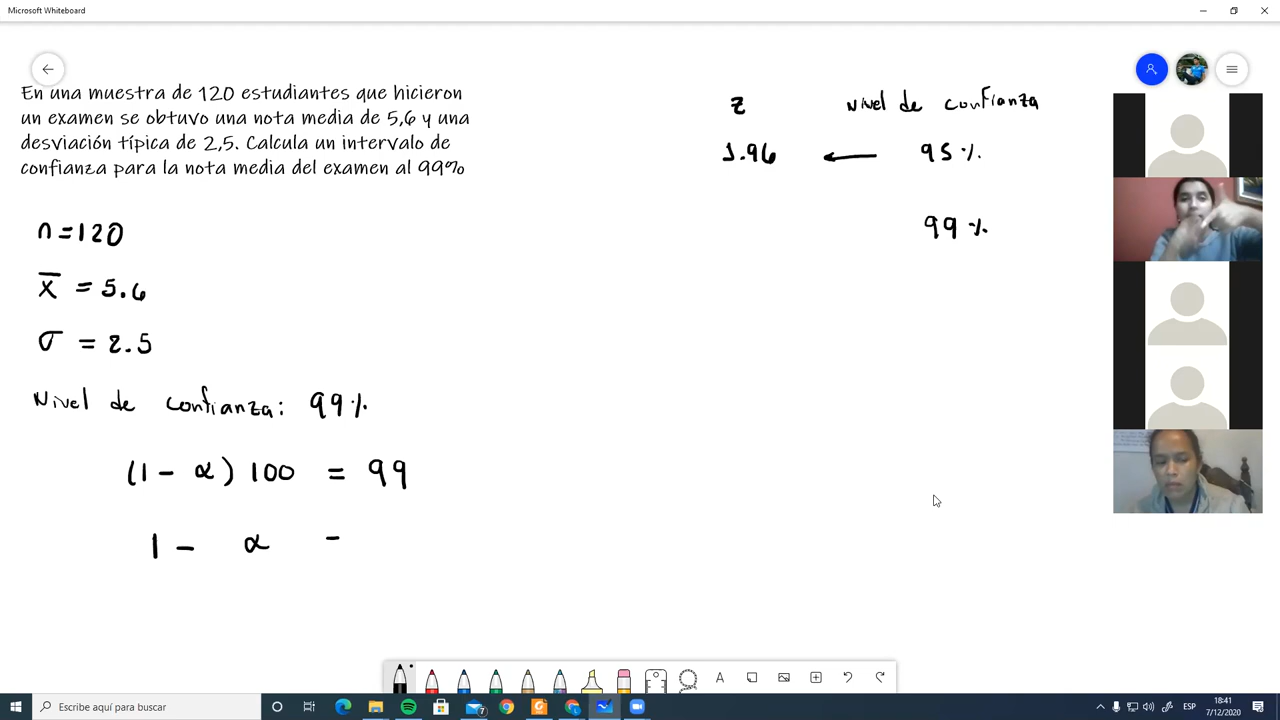 Microsoft Whiteboard
En una muestra de 120 estudiantes que hicieron
un examen se obtuvo una nota media de 5,6 y una
desviación típica de 2,5. Calcula un intervalo de
confianza para la nota media del examen al 99%
n=120
x̅ = 5.6
σ = 2.5
Nivel de confianza: 99%
(1 - α) 100 = 99
1 - α -
z Nivel de confianza
1.96 ← 95%
99%
A
Escribe aquí para buscar
7
ESP
18:41
7/12/2020